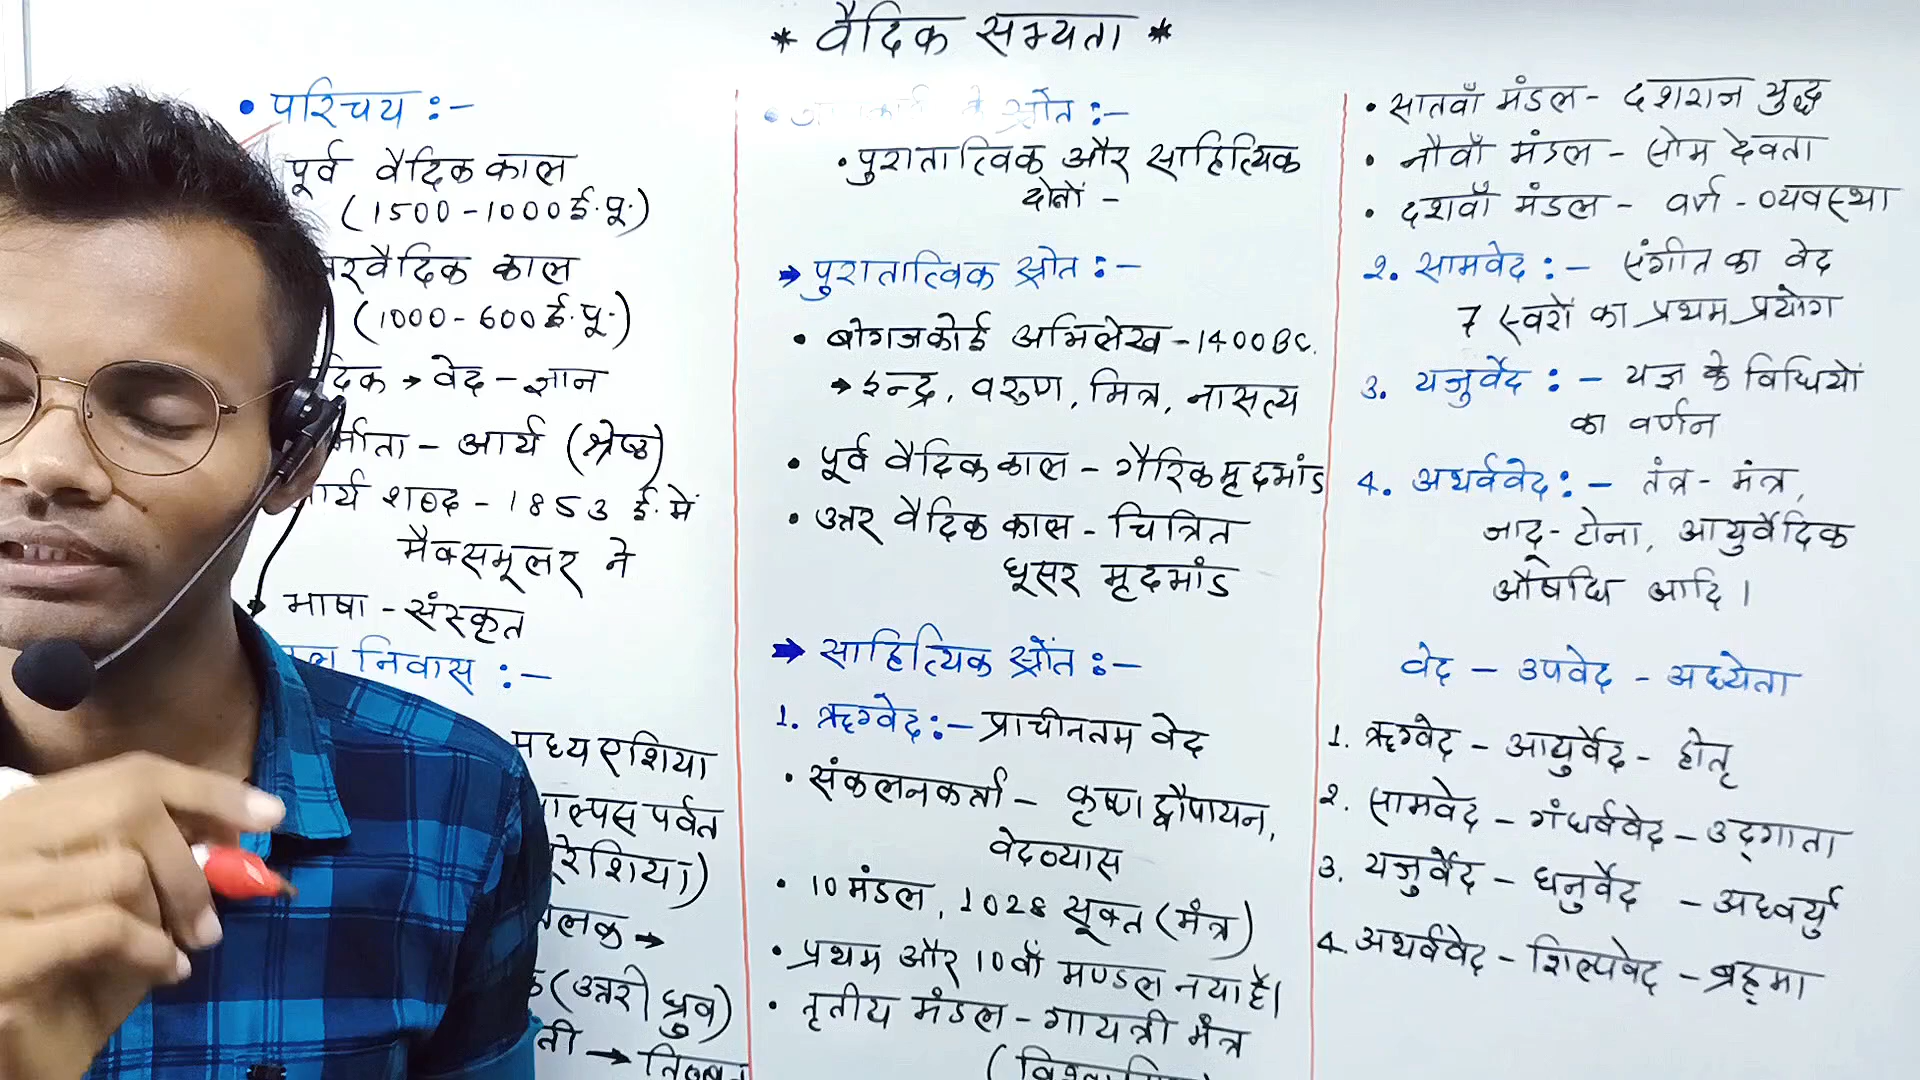 * वैदिक सभ्यता *
• परिचय :-
पूर्व वैदिक काल
(1500-1000 ई.पू.)
वैदिक काल
(1000-600 ई.पू.)
→ वेद - ज्ञान
- आर्य (श्रेष्ठ)
शब्द - 1853 ई. में
मैक्समूलर ने
भाषा - संस्कृत
निवास :-
मध्य एशिया
पर्वत
→
(उत्तरी ध्रुव)
→
स्रोत :-
• पुरातात्विक और साहित्यिक
दोनों -
→ पुरातात्विक स्रोत :-
• बोगजकोई अभिलेख - 1400 BC.
→ इन्द्र, वरुण, मित्र, नासत्य
• पूर्व वैदिक काल - गैरिक मृदभांड
• उत्तर वैदिक काल - चित्रित
धूसर मृदभांड
→ साहित्यिक स्रोत :-
1. ऋग्वेद :- प्राचीनतम वेद
• संकलनकर्ता - कृष्ण द्वौपायन,
वेदव्यास
• 10 मंडल, 1028 सूक्त (मंत्र)
• प्रथम और 10वाँ मण्डल नया है।
• तृतीय मंडल - गायत्री मंत्र
• सातवाँ मंडल - दशराज युद्ध
• नौवाँ मंडल - सोम देवता
• दशवाँ मंडल - वर्ण - व्यवस्था
2. सामवेद :- संगीत का वेद
7 स्वरों का प्रथम प्रयोग
3. यजुर्वेद :- यज्ञ के विधियों
का वर्णन
4. अथर्ववेद :- तंत्र - मंत्र,
जादू - टोना, आयुर्वेदिक
औषधि आदि।
वेद - उपवेद - अध्येता
1. ऋग्वेद - आयुर्वेद - होतृ
2. सामवेद - गंधर्ववेद - उद्गाता
3. यजुर्वेद - धनुर्वेद - अध्वर्यु
4. अथर्ववेद - शिल्पवेद - ब्रह्मा